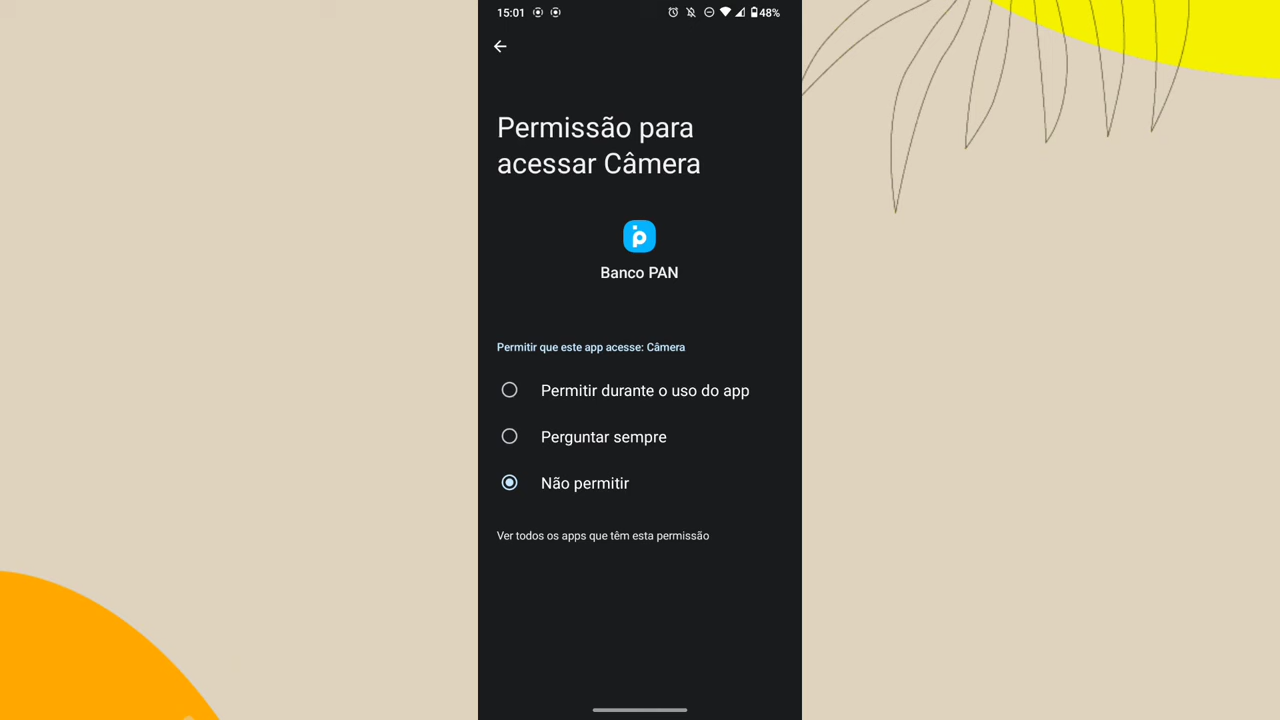 15:01
48%
Permissão para
acessar Câmera
Banco PAN
Permitir que este app acesse: Câmera
Permitir durante o uso do app
Perguntar sempre
Não permitir
Ver todos os apps que têm esta permissão